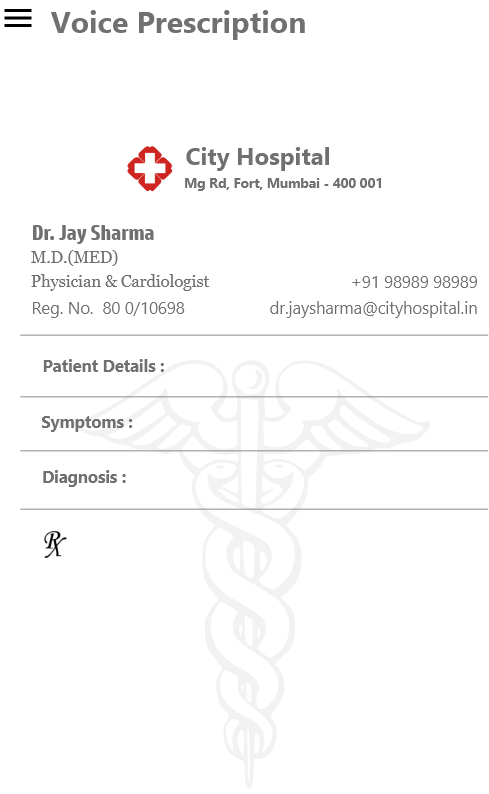 Voice Prescription
City Hospital
Mg Rd, Fort, Mumbai - 400 001
Dr. Jay Sharma
M.D.(MED)
Physician & Cardiologist +91 98989 98989
Reg. No. 80 0/10698 dr.jaysharma@cityhospital.in
Patient Details :
Symptoms :
Diagnosis :
Rx